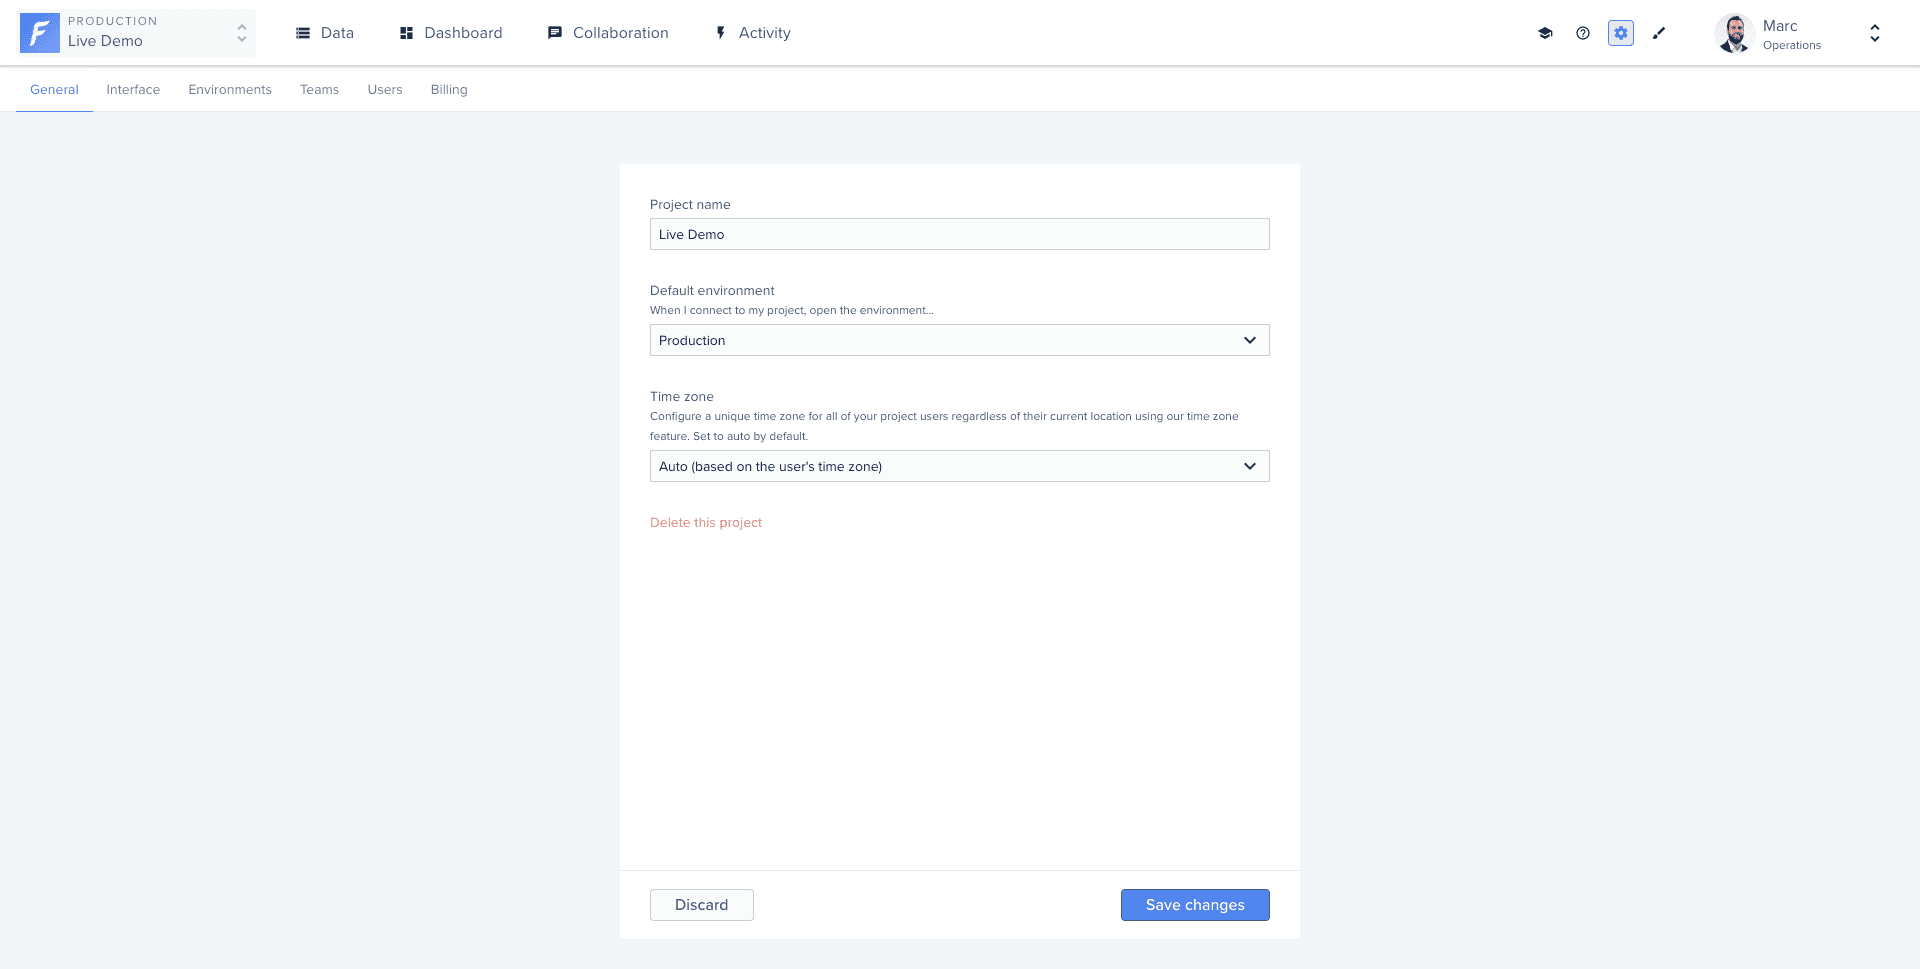 PRODUCTION
Live Demo
Data
Dashboard
Collaboration
Activity
Marc
Operations
General
Interface
Environments
Teams
Users
Billing
Project name
Live Demo
Default environment
When I connect to my project, open the environment...
Production
Time zone
Configure a unique time zone for all of your project users regardless of their current location using our time zone
feature. Set to auto by default.
Auto (based on the user's time zone)
Delete this project
Discard
Save changes